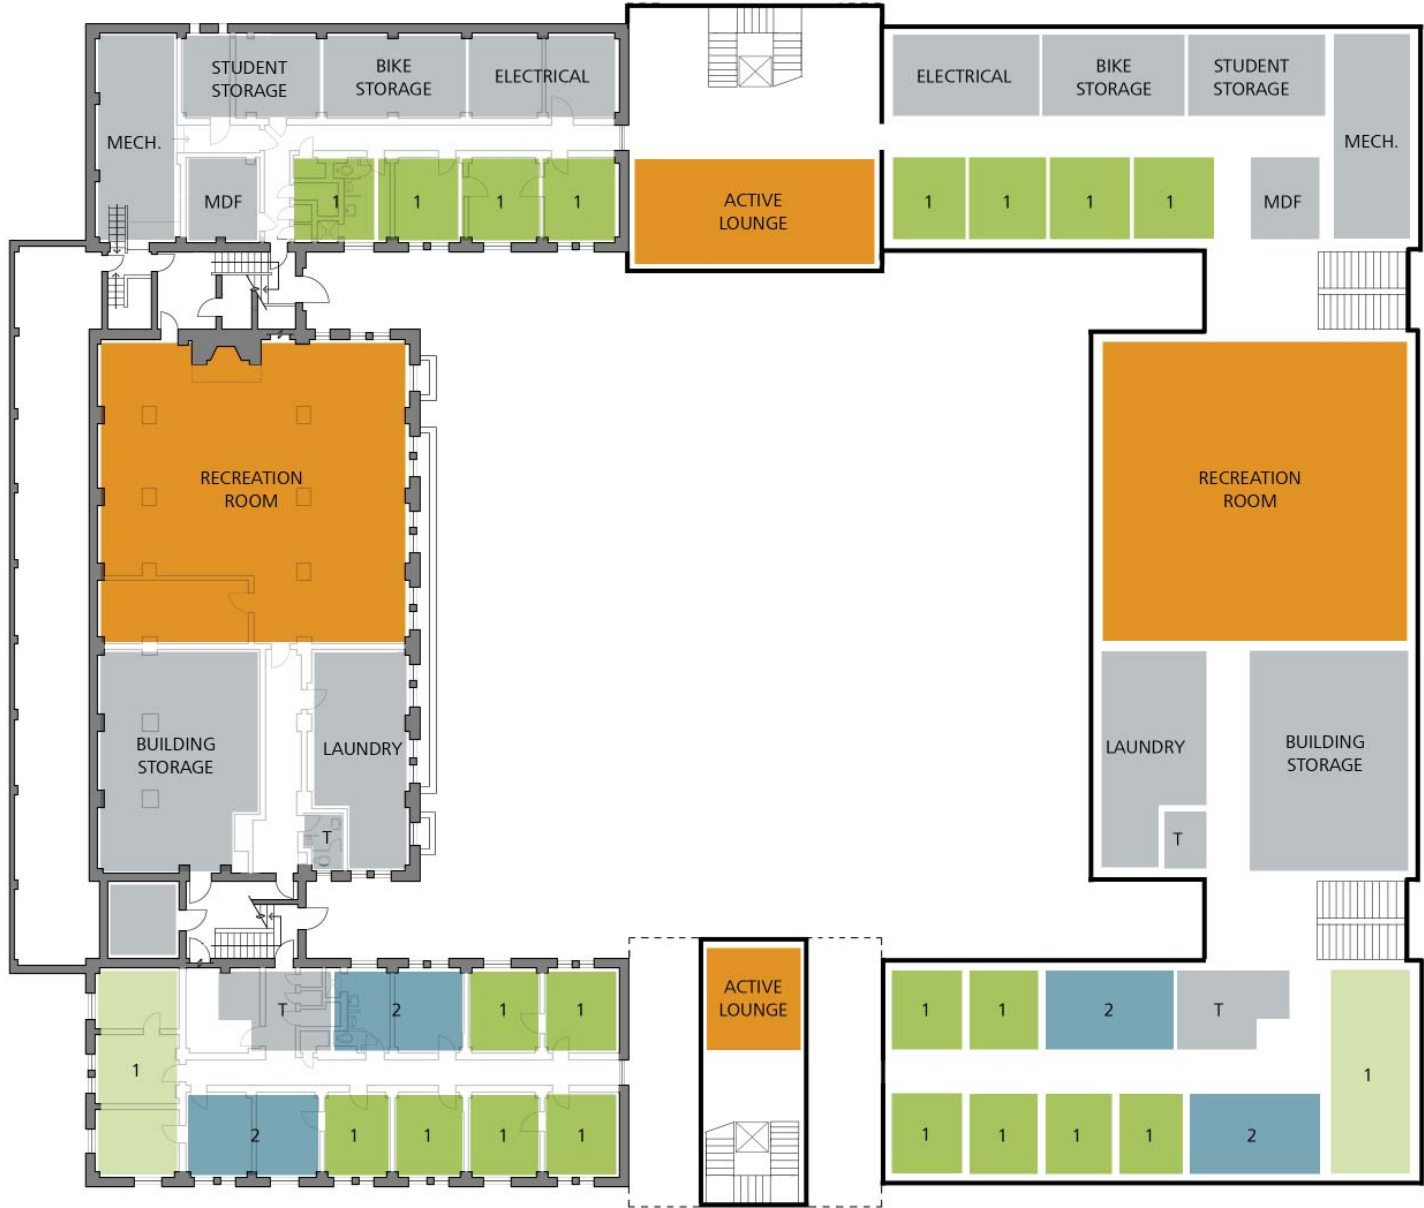 STUDENT
STORAGE
BIKE
STORAGE
ELECTRICAL
ELECTRICAL
BIKE
STORAGE
STUDENT
STORAGE
MECH.
MECH.
MDF
1
1
1
1
ACTIVE
LOUNGE
1
1
1
1
MDF
RECREATION
ROOM
RECREATION
ROOM
BUILDING
STORAGE
LAUNDRY
T
LAUNDRY
BUILDING
STORAGE
T
T
2
1
1
ACTIVE
LOUNGE
1
1
2
T
1
1
2
1
1
1
1
1
1
1
1
2